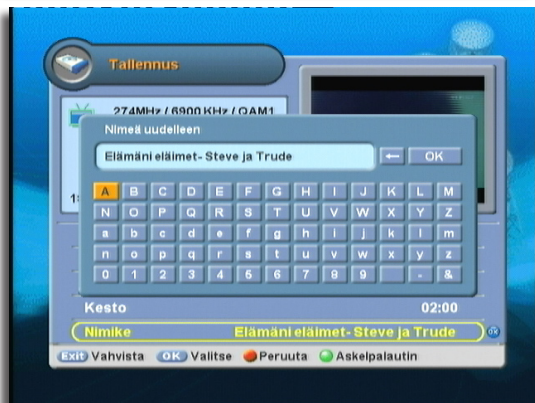 Tallennus
274MHz / 6900 KHz / QAM1
Nimeä uudelleen
Elämäni eläimet- Steve ja Trude
← OK
A B C D E F G H I J K L M
N O P Q R S T U V W X Y Z
a b c d e f g h i j k l m
n o p q r s t u v w x y z
0 1 2 3 4 5 6 7 8 9 - &
Kesto 02:00
Nimike Elämäni eläimet- Steve ja Trude OK
Exit Vahvista OK Valitse Peruuta Askelpalautin